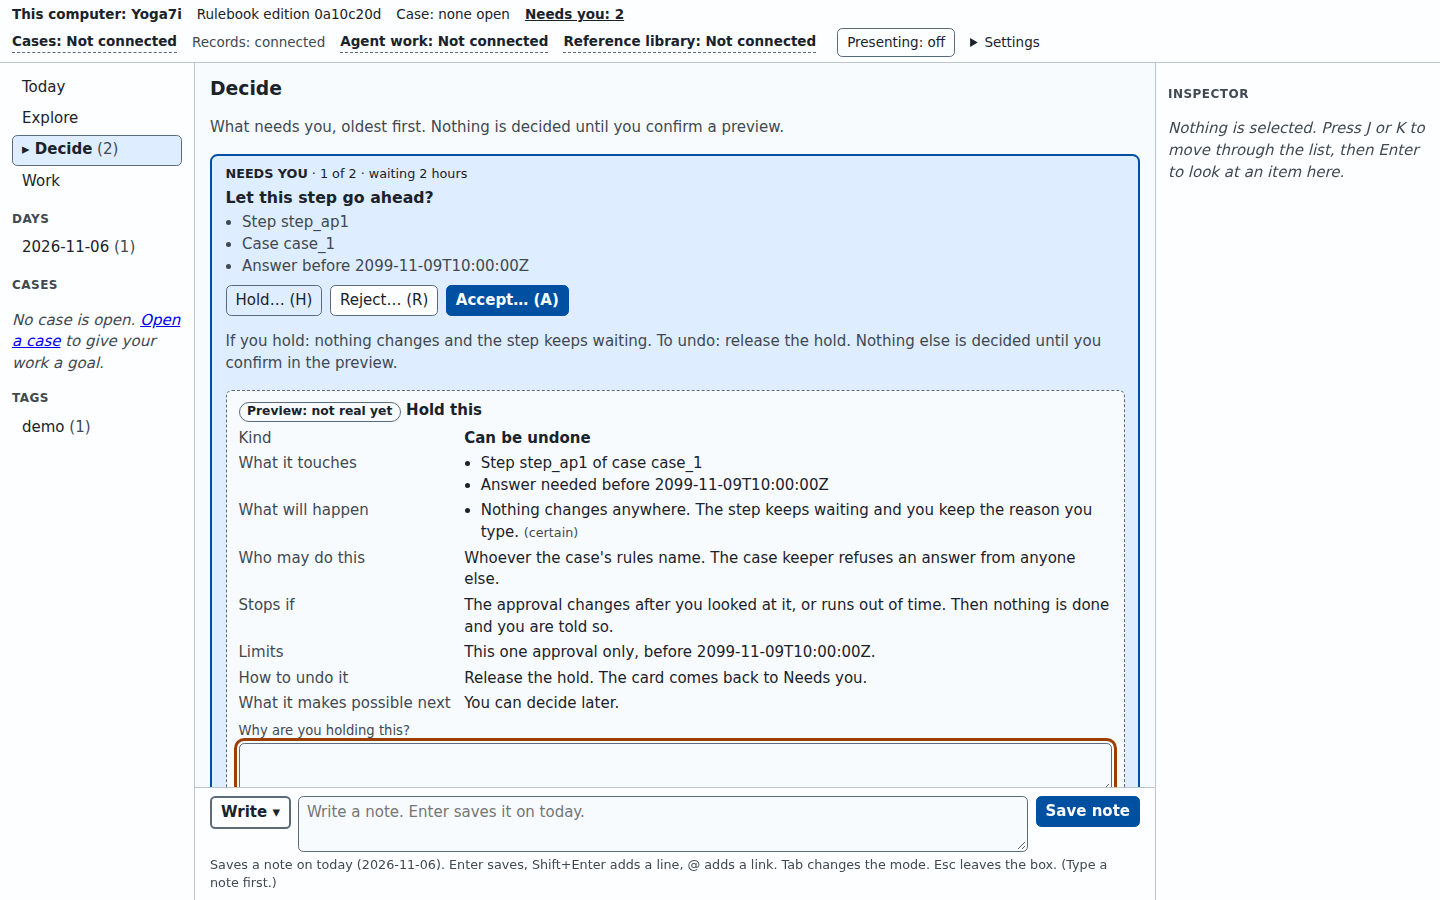 This computer: Yoga7i Rulebook edition 0a10c20d Case: none open Needs you: 2
Cases: Not connected Records: connected Agent work: Not connected Reference library: Not connected Presenting: off ▶ Settings
Today
Explore
▸ Decide (2)
Work
DAYS
2026-11-06 (1)
CASES
No case is open. Open
a case to give your
work a goal.
TAGS
demo (1)
Decide
What needs you, oldest first. Nothing is decided until you confirm a preview.
NEEDS YOU · 1 of 2 · waiting 2 hours
Let this step go ahead?
• Step step_ap1
• Case case_1
• Answer before 2099-11-09T10:00:00Z
Hold… (H) Reject… (R) Accept… (A)
If you hold: nothing changes and the step keeps waiting. To undo: release the hold. Nothing else is decided until you
confirm in the preview.
Preview: not real yet Hold this
Kind Can be undone
What it touches • Step step_ap1 of case case_1
• Answer needed before 2099-11-09T10:00:00Z
What will happen • Nothing changes anywhere. The step keeps waiting and you keep the reason you
type. (certain)
Who may do this Whoever the case's rules name. The case keeper refuses an answer from anyone
else.
Stops if The approval changes after you looked at it, or runs out of time. Then nothing is done
and you are told so.
Limits This one approval only, before 2099-11-09T10:00:00Z.
How to undo it Release the hold. The card comes back to Needs you.
What it makes possible next You can decide later.
Why are you holding this?
Write ▾ Write a note. Enter saves it on today. Save note
Saves a note on today (2026-11-06). Enter saves, Shift+Enter adds a line, @ adds a link. Tab changes the mode. Esc leaves the box. (Type a
note first.)
INSPECTOR
Nothing is selected. Press J or K to
move through the list, then Enter
to look at an item here.